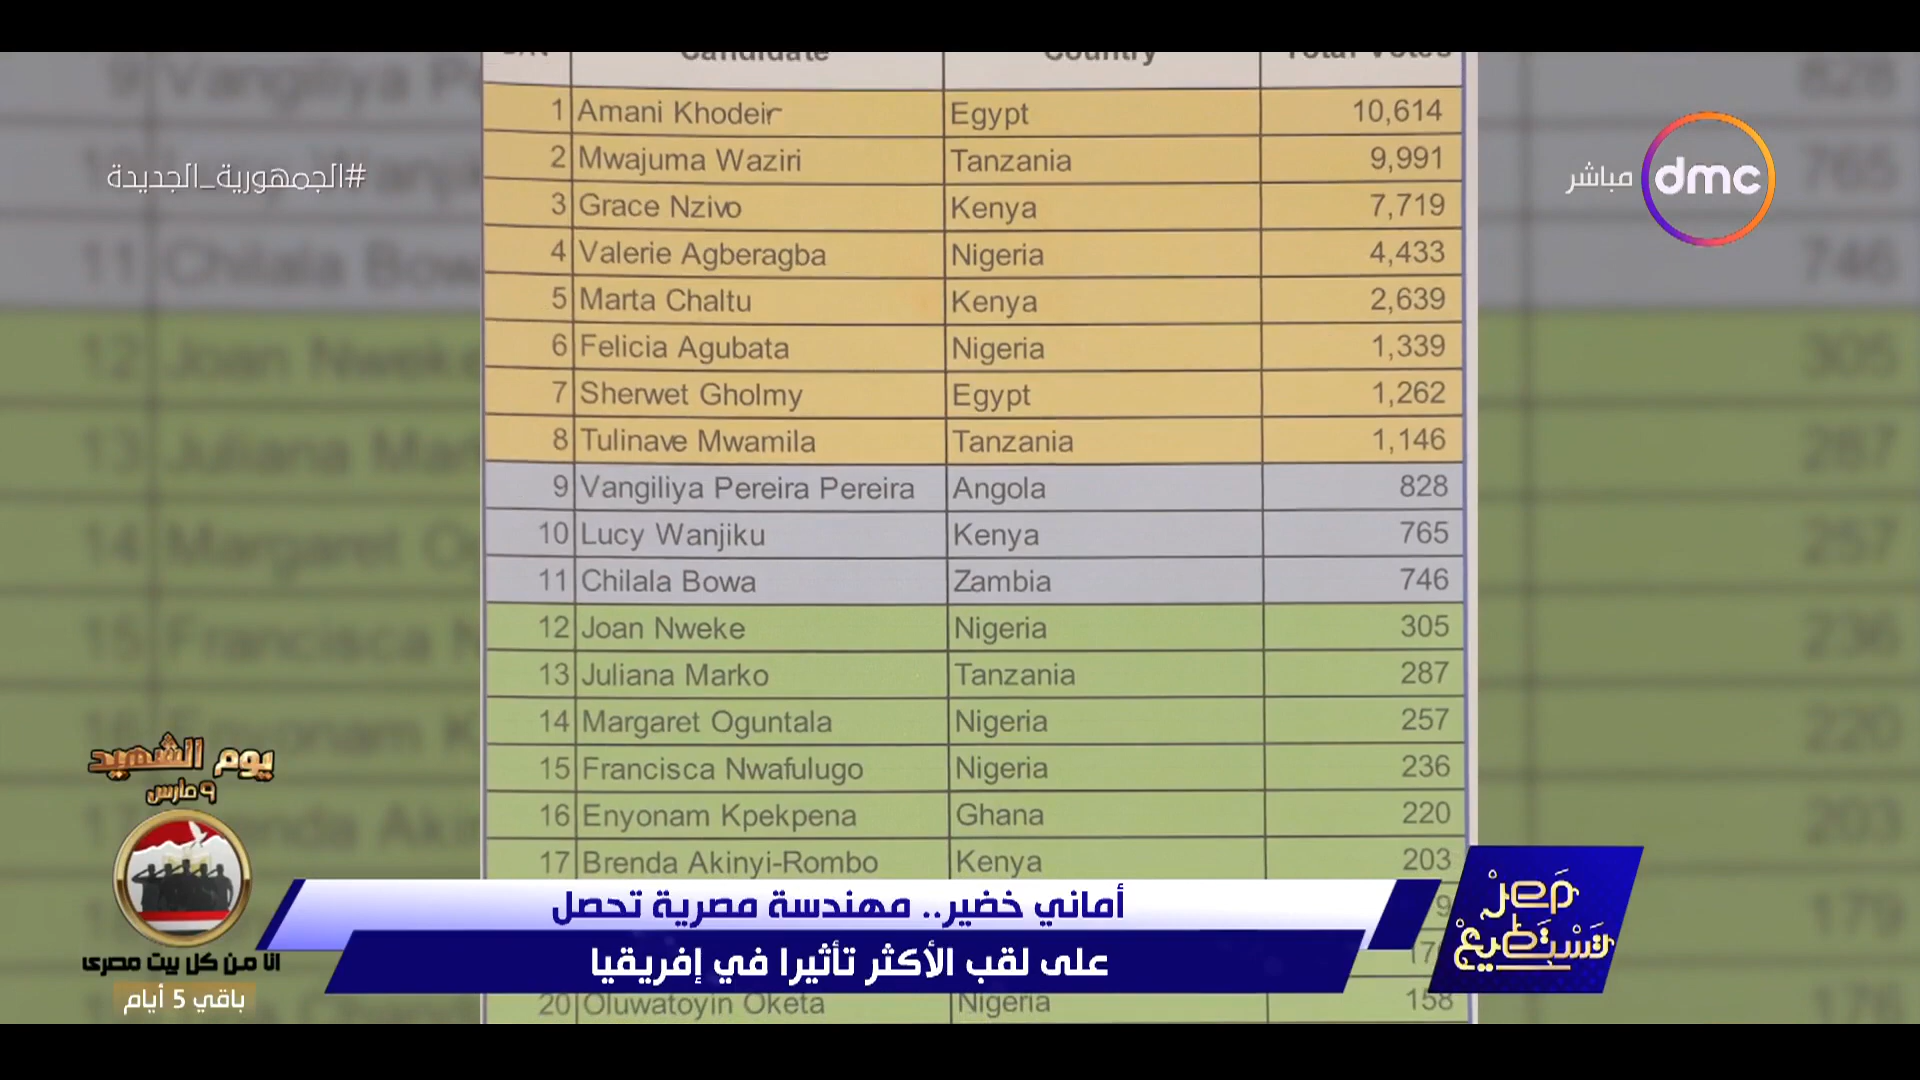 Candidate Country Total Votes
1 Amani Khodeir Egypt 10,614
2 Mwajuma Waziri Tanzania 9,991
3 Grace Nzivo Kenya 7,719
4 Valerie Agberagba Nigeria 4,433
5 Marta Chaltu Kenya 2,639
6 Felicia Agubata Nigeria 1,339
7 Sherwet Gholmy Egypt 1,262
8 Tulinave Mwamila Tanzania 1,146
9 Vangiliya Pereira Pereira Angola 828
10 Lucy Wanjiku Kenya 765
11 Chilala Bowa Zambia 746
12 Joan Nweke Nigeria 305
13 Juliana Marko Tanzania 287
14 Margaret Oguntala Nigeria 257
15 Francisca Nwafulugo Nigeria 236
16 Enyonam Kpekpena Ghana 220
17 Brenda Akinyi-Rombo Kenya 203
20 Oluwatoyin Oketa Nigeria 158
#الجمهورية_الجديدة
مباشر dmc
يوم الشهيد
٩ مارس
انا من كل بيت مصرى
باقي 5 أيام
أماني خضير.. مهندسة مصرية تحصل
على لقب الأكثر تأثيرا في إفريقيا
مصر تستطيع